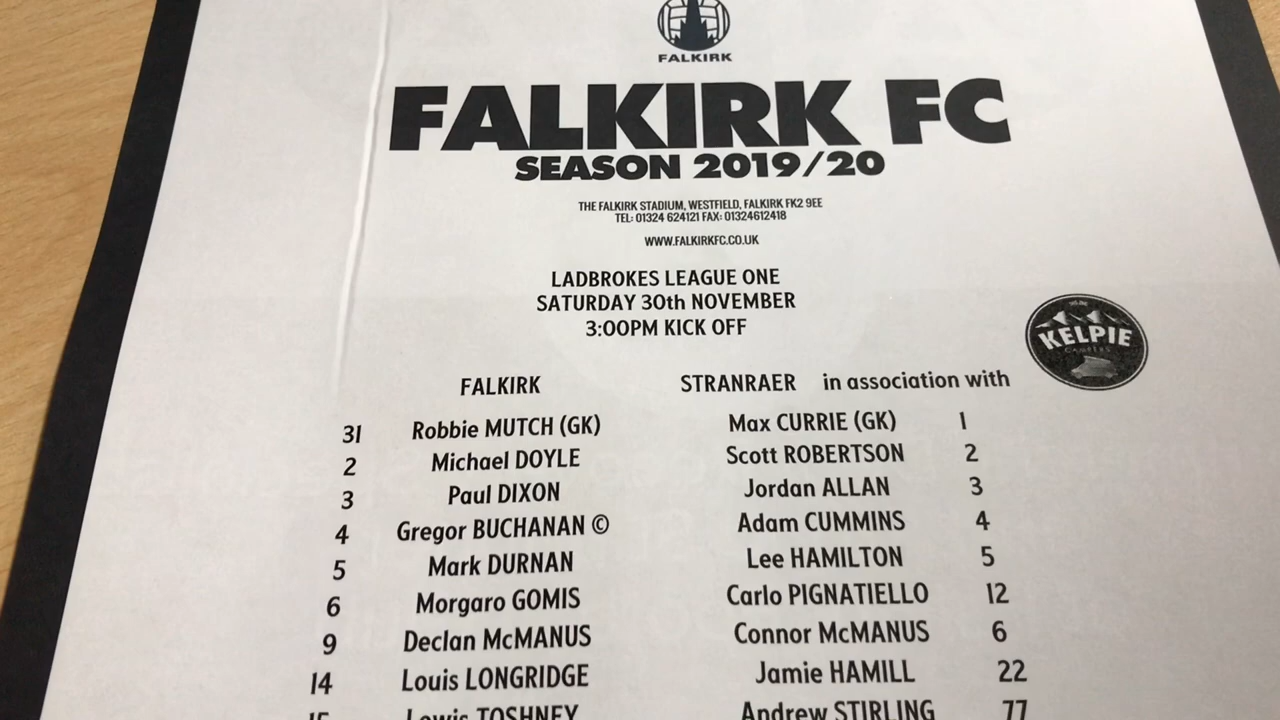 FALKIRK
FALKIRK FC
SEASON 2019/20
THE FALKIRK STADIUM, WESTFIELD, FALKIRK FK2 9EE
TEL: 01324 624121 FAX: 01324612418
WWW.FALKIRKFC.CO.UK
LADBROKES LEAGUE ONE
SATURDAY 30th NOVEMBER
3:00PM KICK OFF
KELPIE
CAMPERS
FALKIRK STRANRAER in association with
31 Robbie MUTCH (GK) Max CURRIE (GK) 1
2 Michael DOYLE Scott ROBERTSON 2
3 Paul DIXON Jordan ALLAN 3
4 Gregor BUCHANAN © Adam CUMMINS 4
5 Mark DURNAN Lee HAMILTON 5
6 Morgaro GOMIS Carlo PIGNATIELLO 12
9 Declan McMANUS Connor McMANUS 6
14 Louis LONGRIDGE Jamie HAMILL 22
15 Lewis TOSHNEY Andrew STIRLING 77